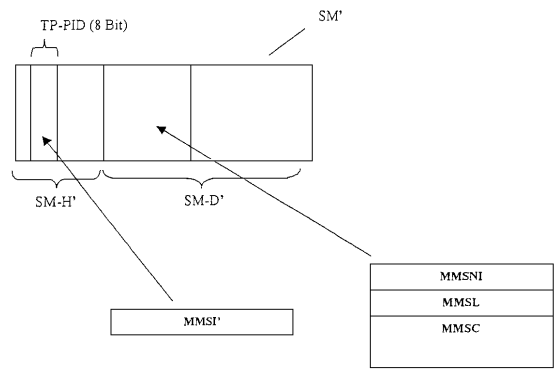 TP-PID (8 Bit)
SM’
SM-H’
SM-D’
MMSI’
MMSNI
MMSL
MMSC